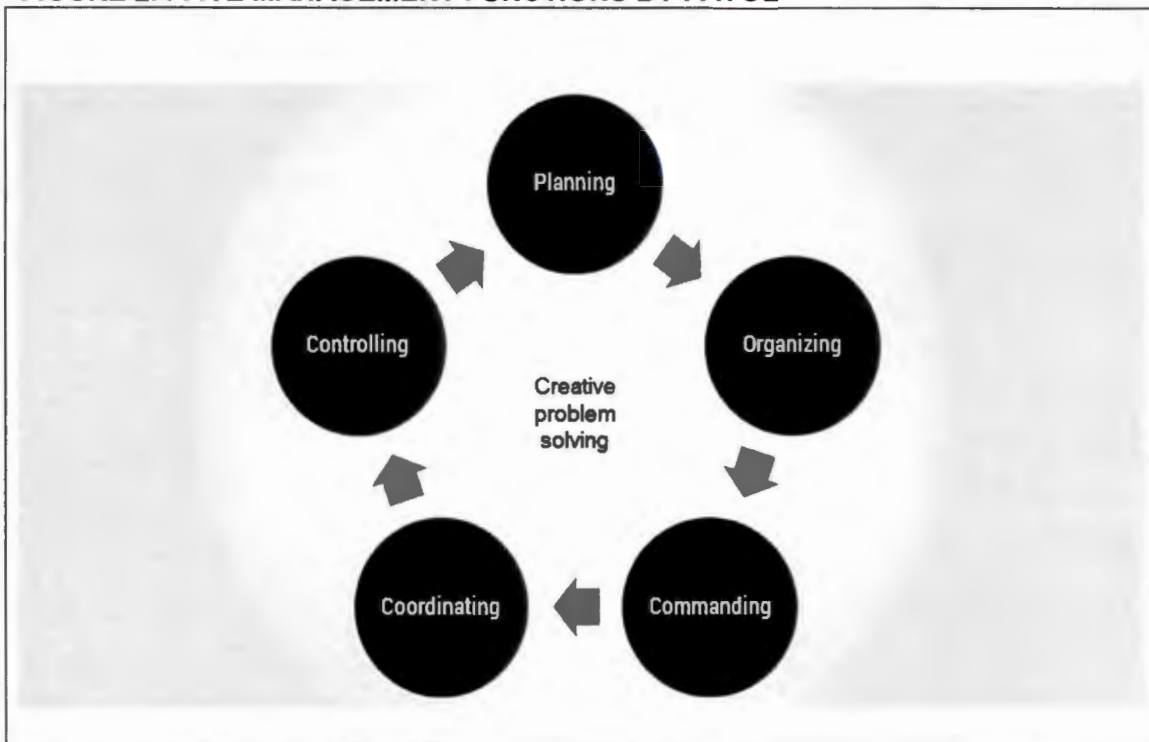 Planning
Controlling
Organizing
Creative
problem
solving
Coordinating
Commanding